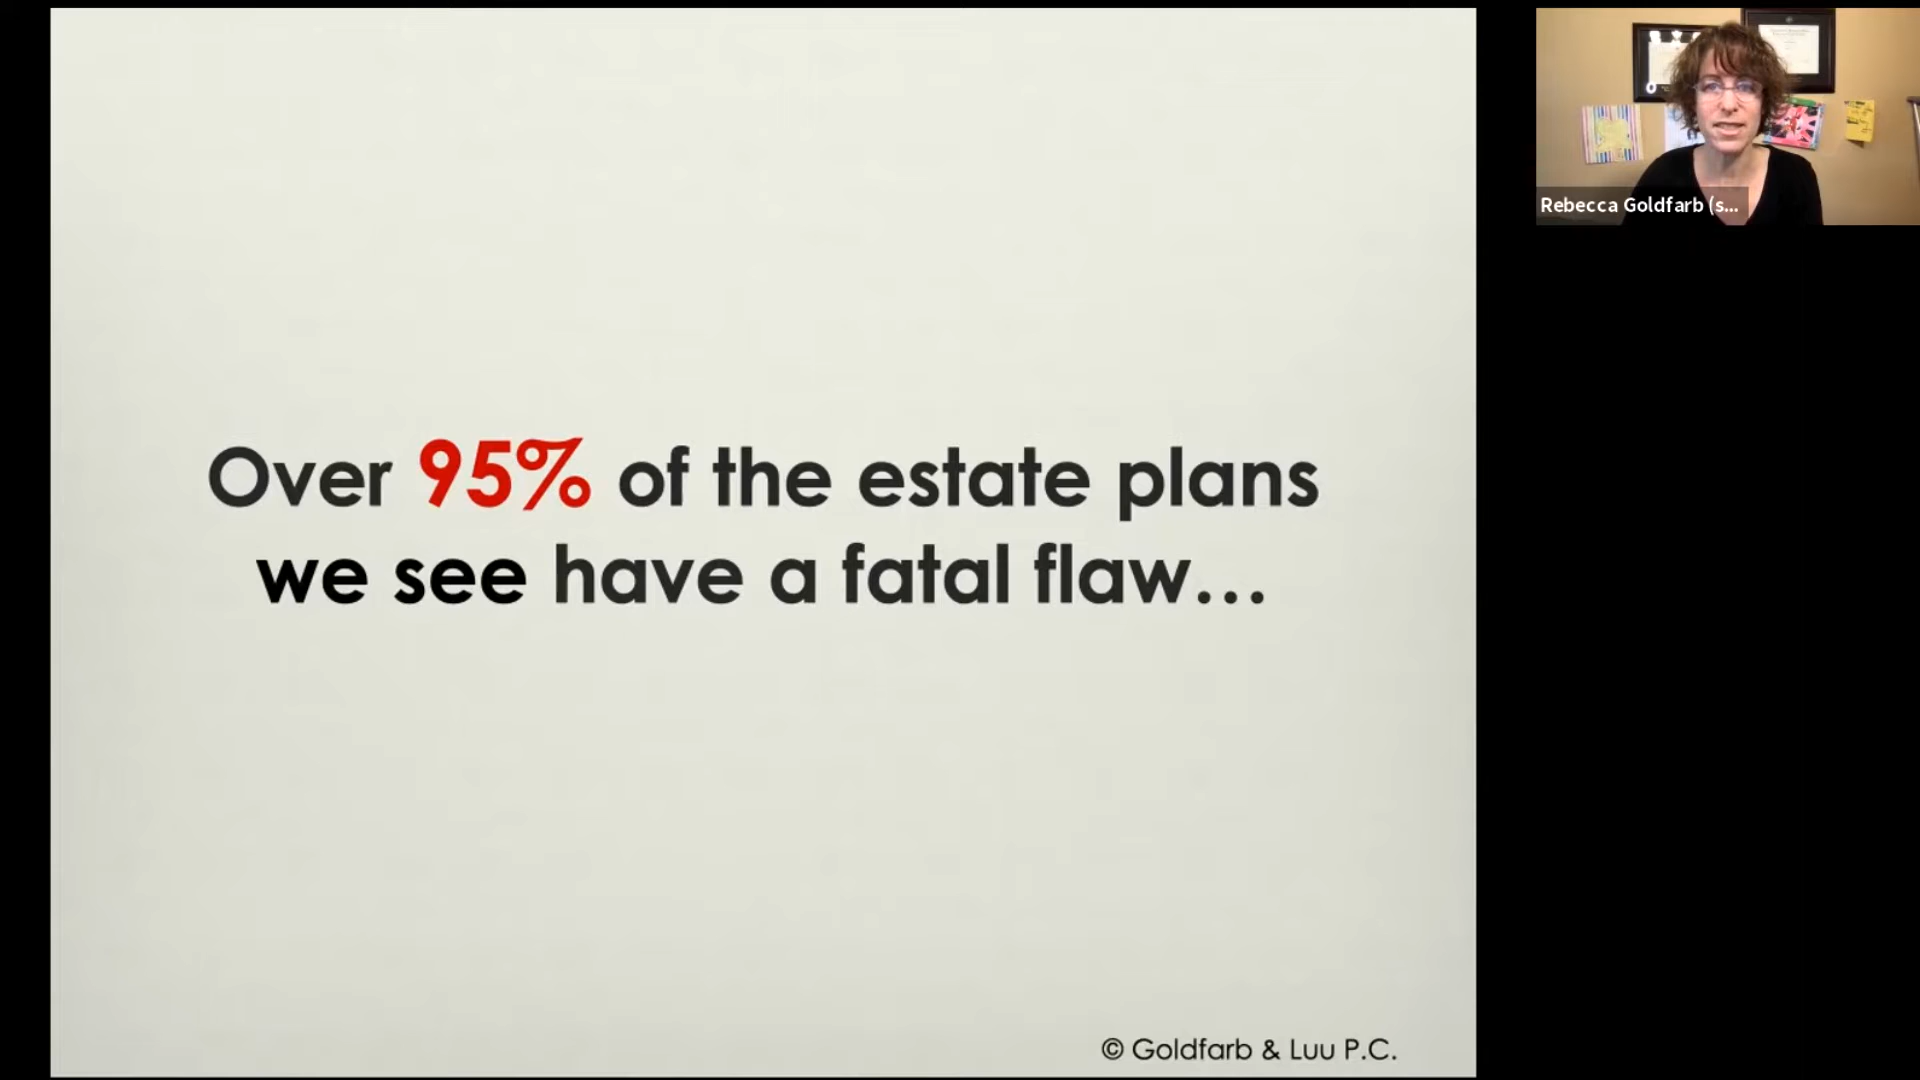 Over 95% of the estate plans
we see have a fatal flaw...
© Goldfarb & Luu P.C.
Rebecca Goldfarb (s...